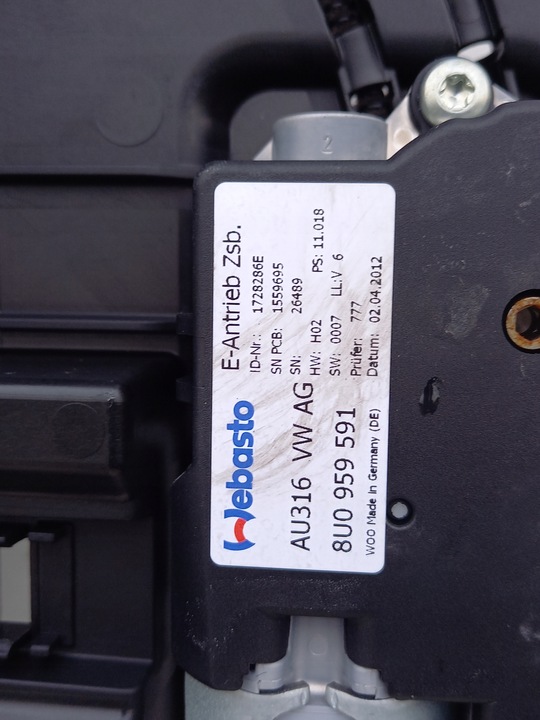 2
Webasto E-Antrieb Zsb.
ID-Nr.: 1728286E
SN PCB: 1559695
AU316 VW AG SN: 26489
HW: H02 PS: 11.018
8U0 959 591 SW: 0007 LL:V 6
Prüfer: 777
WOO Made in Germany (DE) Datum: 02.04.2012